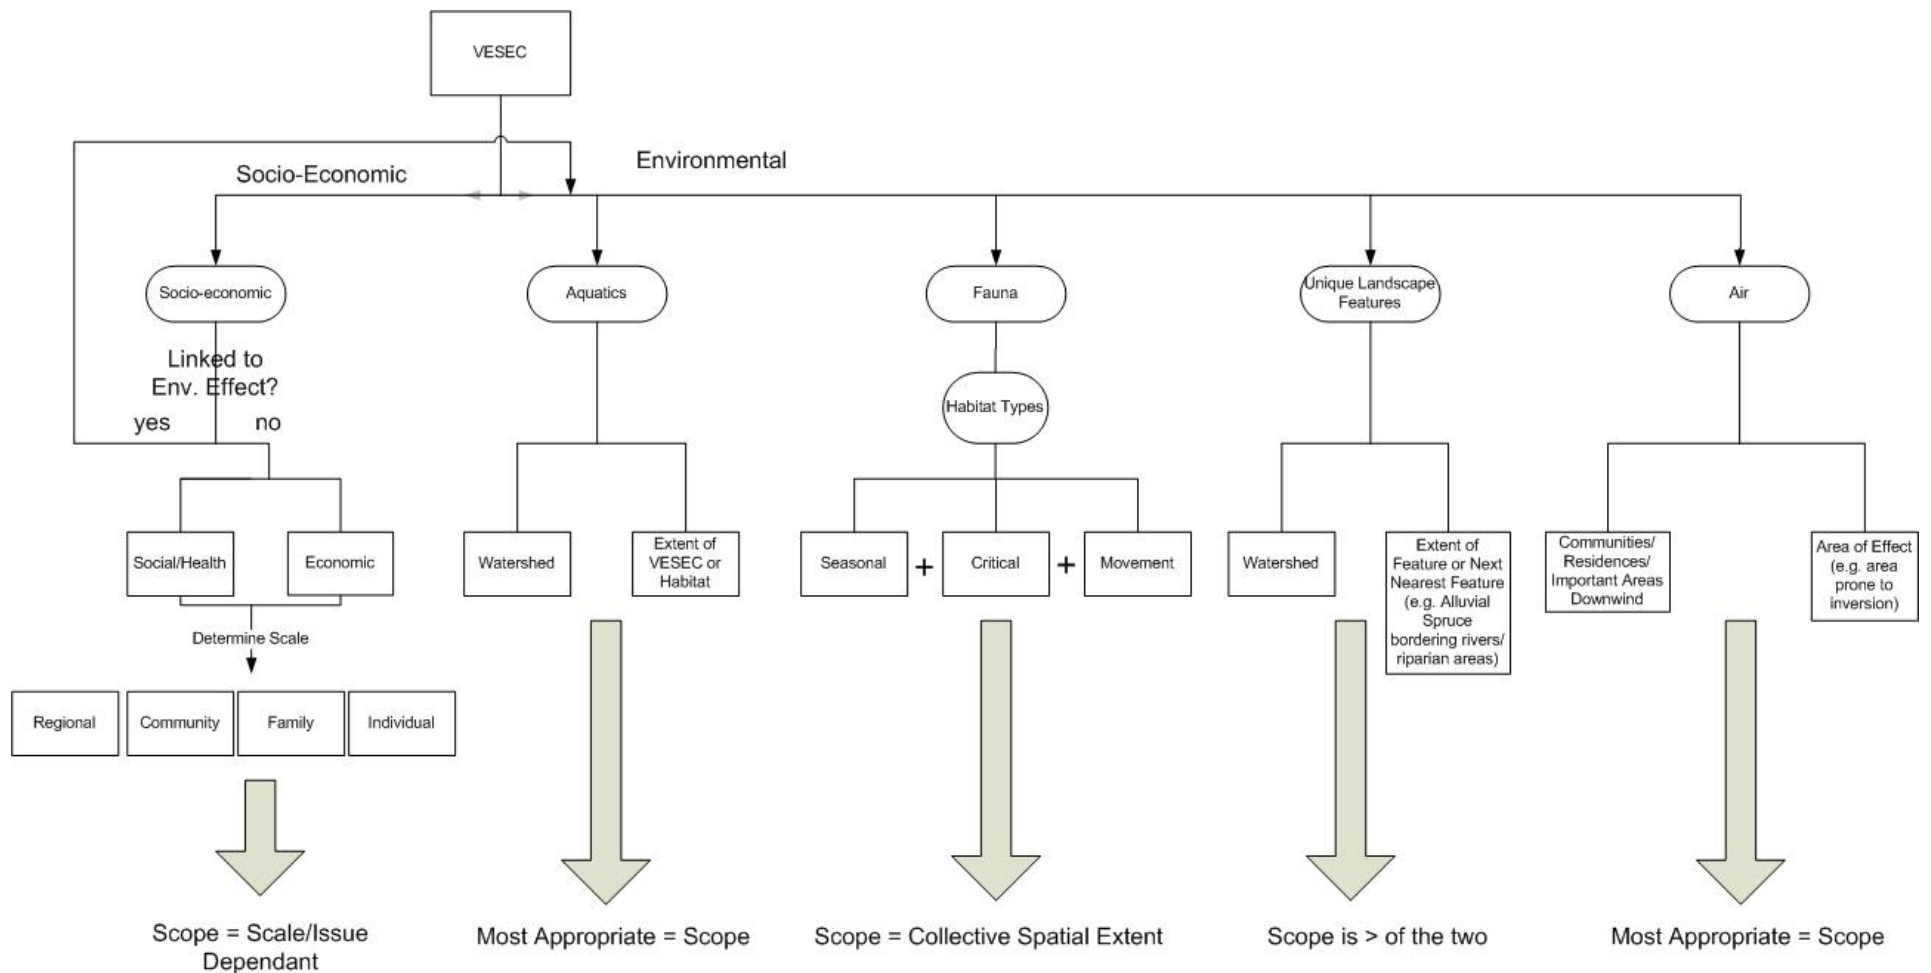 VESEC
Environmental
Socio-Economic
Socio-economic
Aquatics
Fauna
Unique Landscape
Features
Air
Linked to
Env. Effect?
yes
no
Habitat Types
Social/Health
Economic
Watershed
Extent of
VESEC or
Habitat
Seasonal
+
Critical
+
Movement
Watershed
Extent of
Feature or Next
Nearest Feature
(e.g. Alluvial
Spruce
bordering rivers/
riparian areas)
Communities/
Residences/
Important Areas
Downwind
Area of Effect
(e.g. area
prone to
inversion)
Determine Scale
Regional
Community
Family
Individual
Scope = Scale/Issue
Dependant
Most Appropriate = Scope
Scope = Collective Spatial Extent
Scope is > of the two
Most Appropriate = Scope